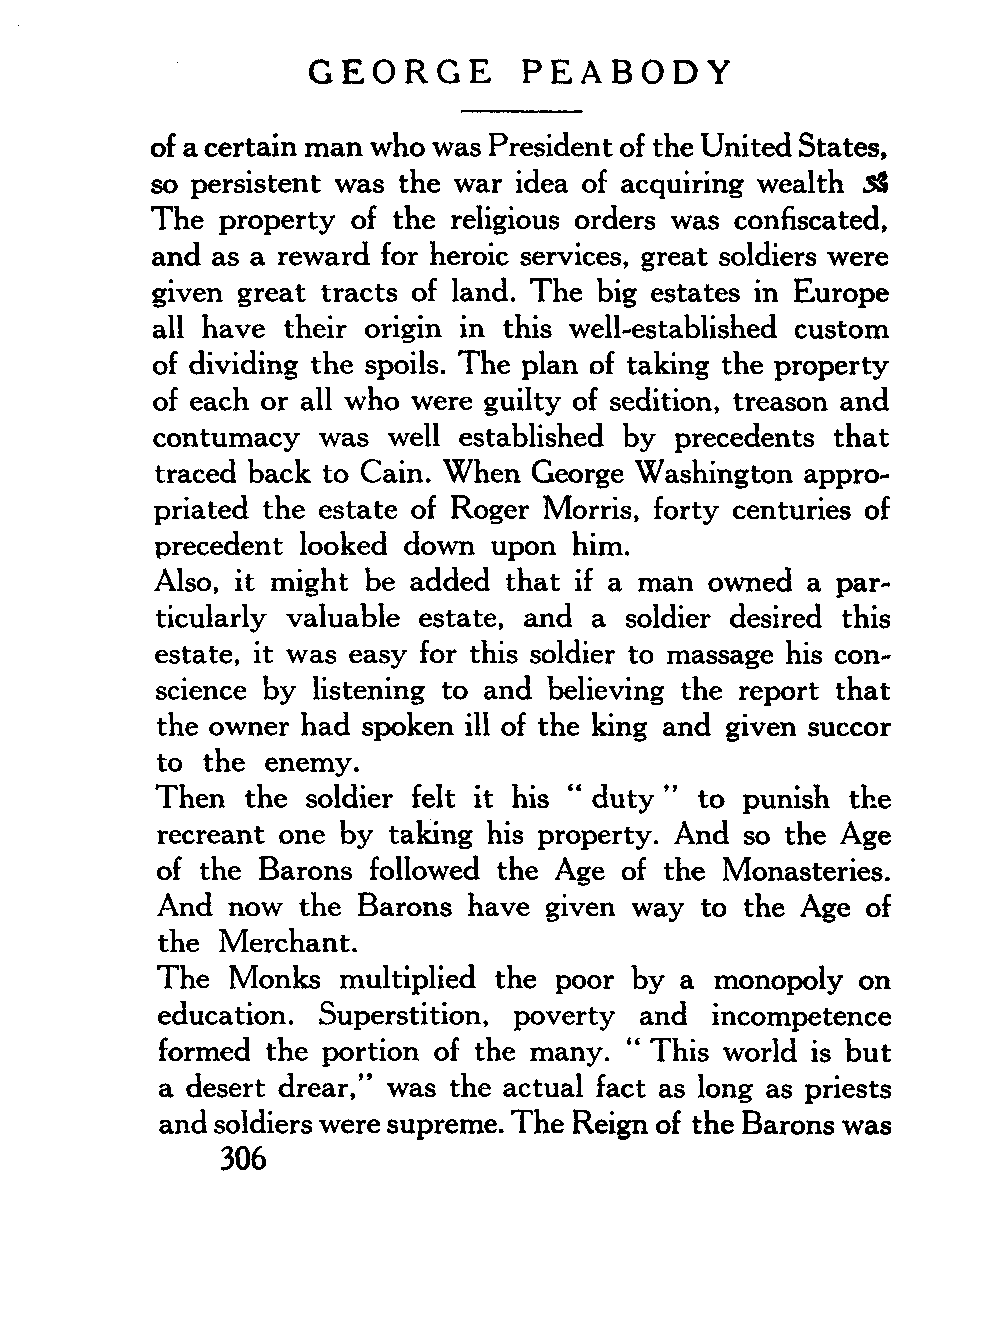 GEORGE PEABODY
of a certain man who was President of the United States,
so persistent was the war idea of acquiring wealth
The property of the religious orders was confiscated,
and as a reward for heroic services, great soldiers were
given great tracts of land. The big estates in Europe
all have their origin in this well-established custom
of dividing the spoils. The plan of taking the property
of each or all who were guilty of sedition, treason and
contumacy was well established by precedents that
traced back to Cain. When George Washington appro-
priated the estate of Roger Morris, forty centuries of
precedent looked down upon him.
Also, it might be added that if a man owned a par-
ticularly valuable estate, and a soldier desired this
estate, it was easy for this soldier to massage his con-
science by listening to and believing the report that
the owner had spoken ill of the king and given succor
to the enemy.
Then the soldier felt it his " duty " to punish the
recreant one by taking his property. And so the Age
of the Barons followed the Age of the Monasteries.
And now the Barons have given way to the Age of
the Merchant.
The Monks multiplied the poor by a monopoly on
education. Superstition, poverty and incompetence
formed the portion of the many. " This world is but
a desert drear," was the actual fact as long as priests
and soldiers were supreme. The Reign of the Barons was
306